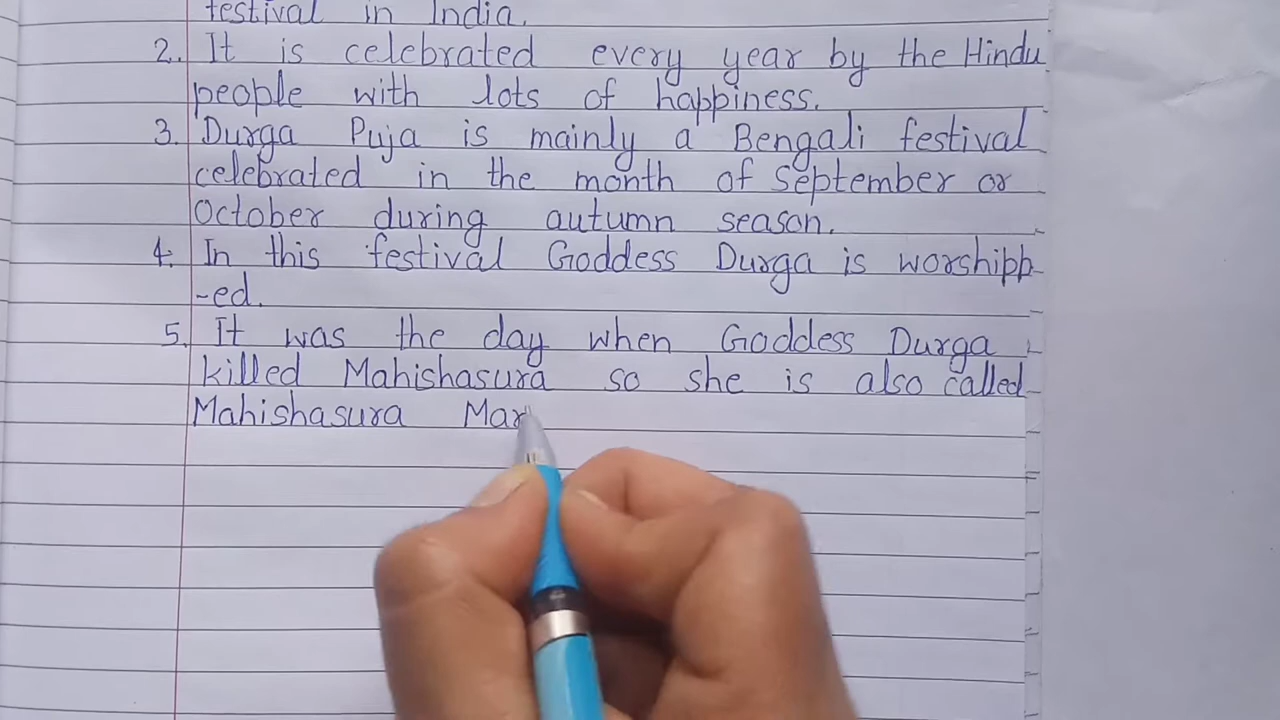 festival in India.
2. It is celebrated every year by the Hindu
people with lots of happiness.
3. Durga Puja is mainly a Bengali festival
celebrated in the month of September or
October during autumn season.
4. In this festival Goddess Durga is worshipp
-ed.
5. It was the day when Goddess Durga
killed Mahishasura so she is also called
Mahishasura Mar